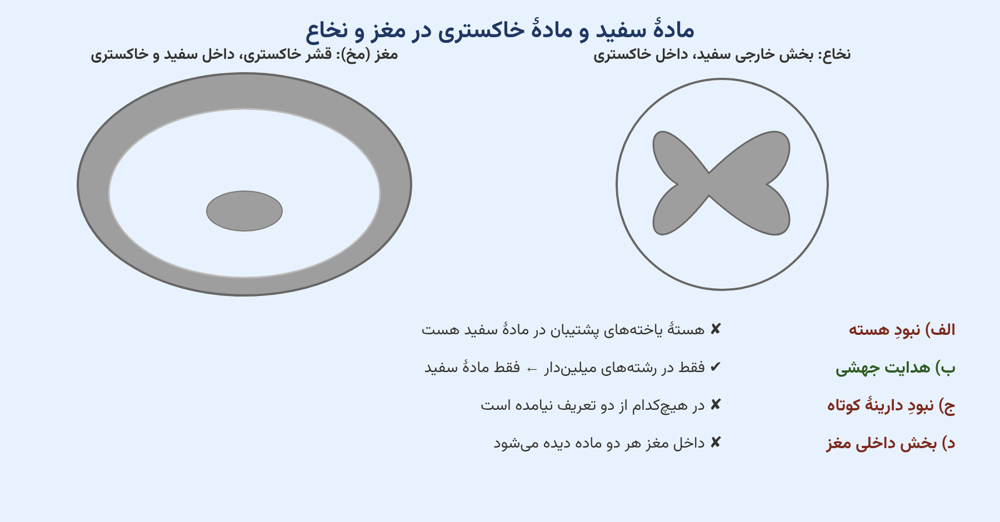 مادهٔ سفید و مادهٔ خاکستری در مغز و نخاع
نخاع: بخش خارجی سفید، داخل خاکستری
مغز (مخ): قشر خاکستری، داخل سفید و خاکستری
الف) نبودِ هسته ✘ هستهٔ یاخته‌های پشتیبان در مادهٔ سفید هست
ب) هدایت جهشی ✔ فقط در رشته‌های میلین‌دار ← فقط مادهٔ سفید
ج) نبودِ دارینهٔ کوتاه ✘ در هیچ‌کدام از دو تعریف نیامده است
د) بخش داخلی مغز ✘ داخل مغز هر دو ماده دیده می‌شود